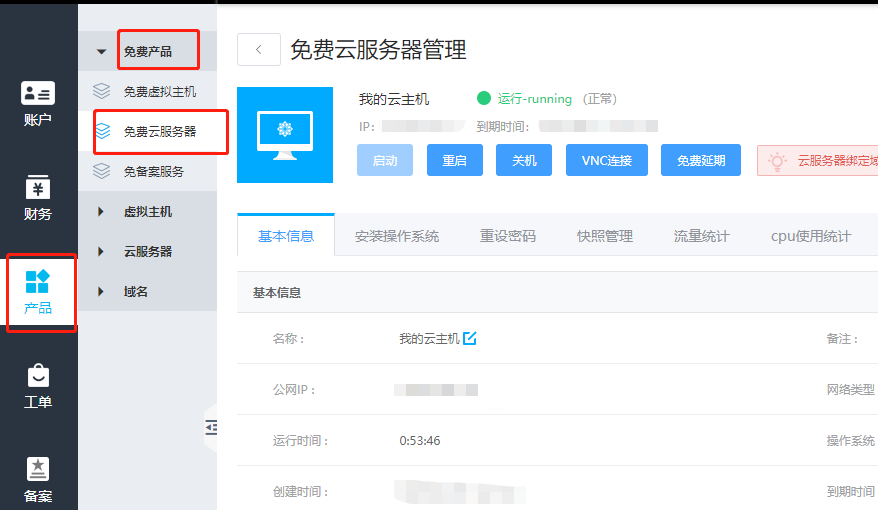 账户
财务
产品
工单
备案
免费产品
免费虚拟主机
免费云服务器
免备案服务
虚拟主机
云服务器
域名
免费云服务器管理
我的云主机
运行-running (正常)
IP:
到期时间:
启动
重启
关机
VNC连接
免费延期
云服务器绑定域
基本信息
安装操作系统
重设密码
快照管理
流量统计
cpu使用统计
基本信息
名称:
我的云主机
备注:
公网IP:
网络类型
运行时间:
0:53:46
操作系统
创建时间:
到期时间